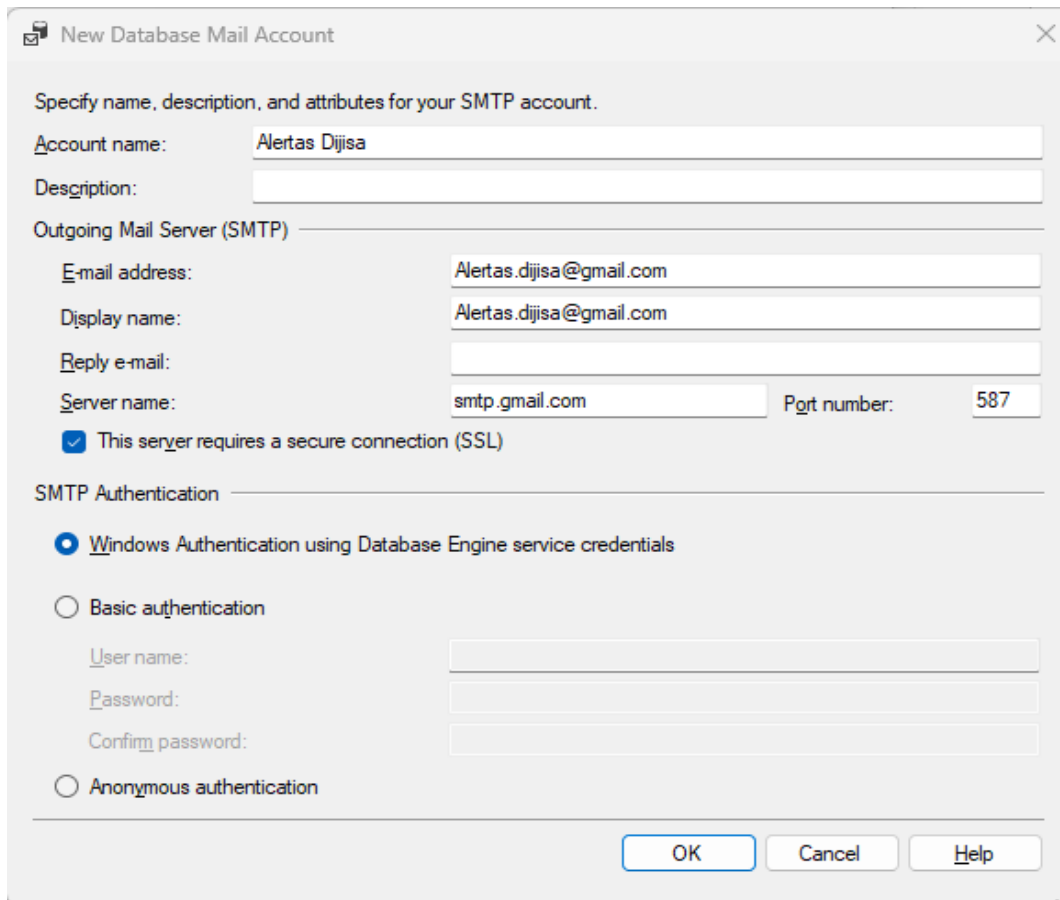 New Database Mail Account
Specify name, description, and attributes for your SMTP account.
Account name: Alertas Dijisa
Description:
Outgoing Mail Server (SMTP)
E-mail address: Alertas.dijisa@gmail.com
Display name: Alertas.dijisa@gmail.com
Reply e-mail:
Server name: smtp.gmail.com Port number: 587
This server requires a secure connection (SSL)
SMTP Authentication
Windows Authentication using Database Engine service credentials
Basic authentication
User name:
Password:
Confirm password:
Anonymous authentication
OK Cancel Help